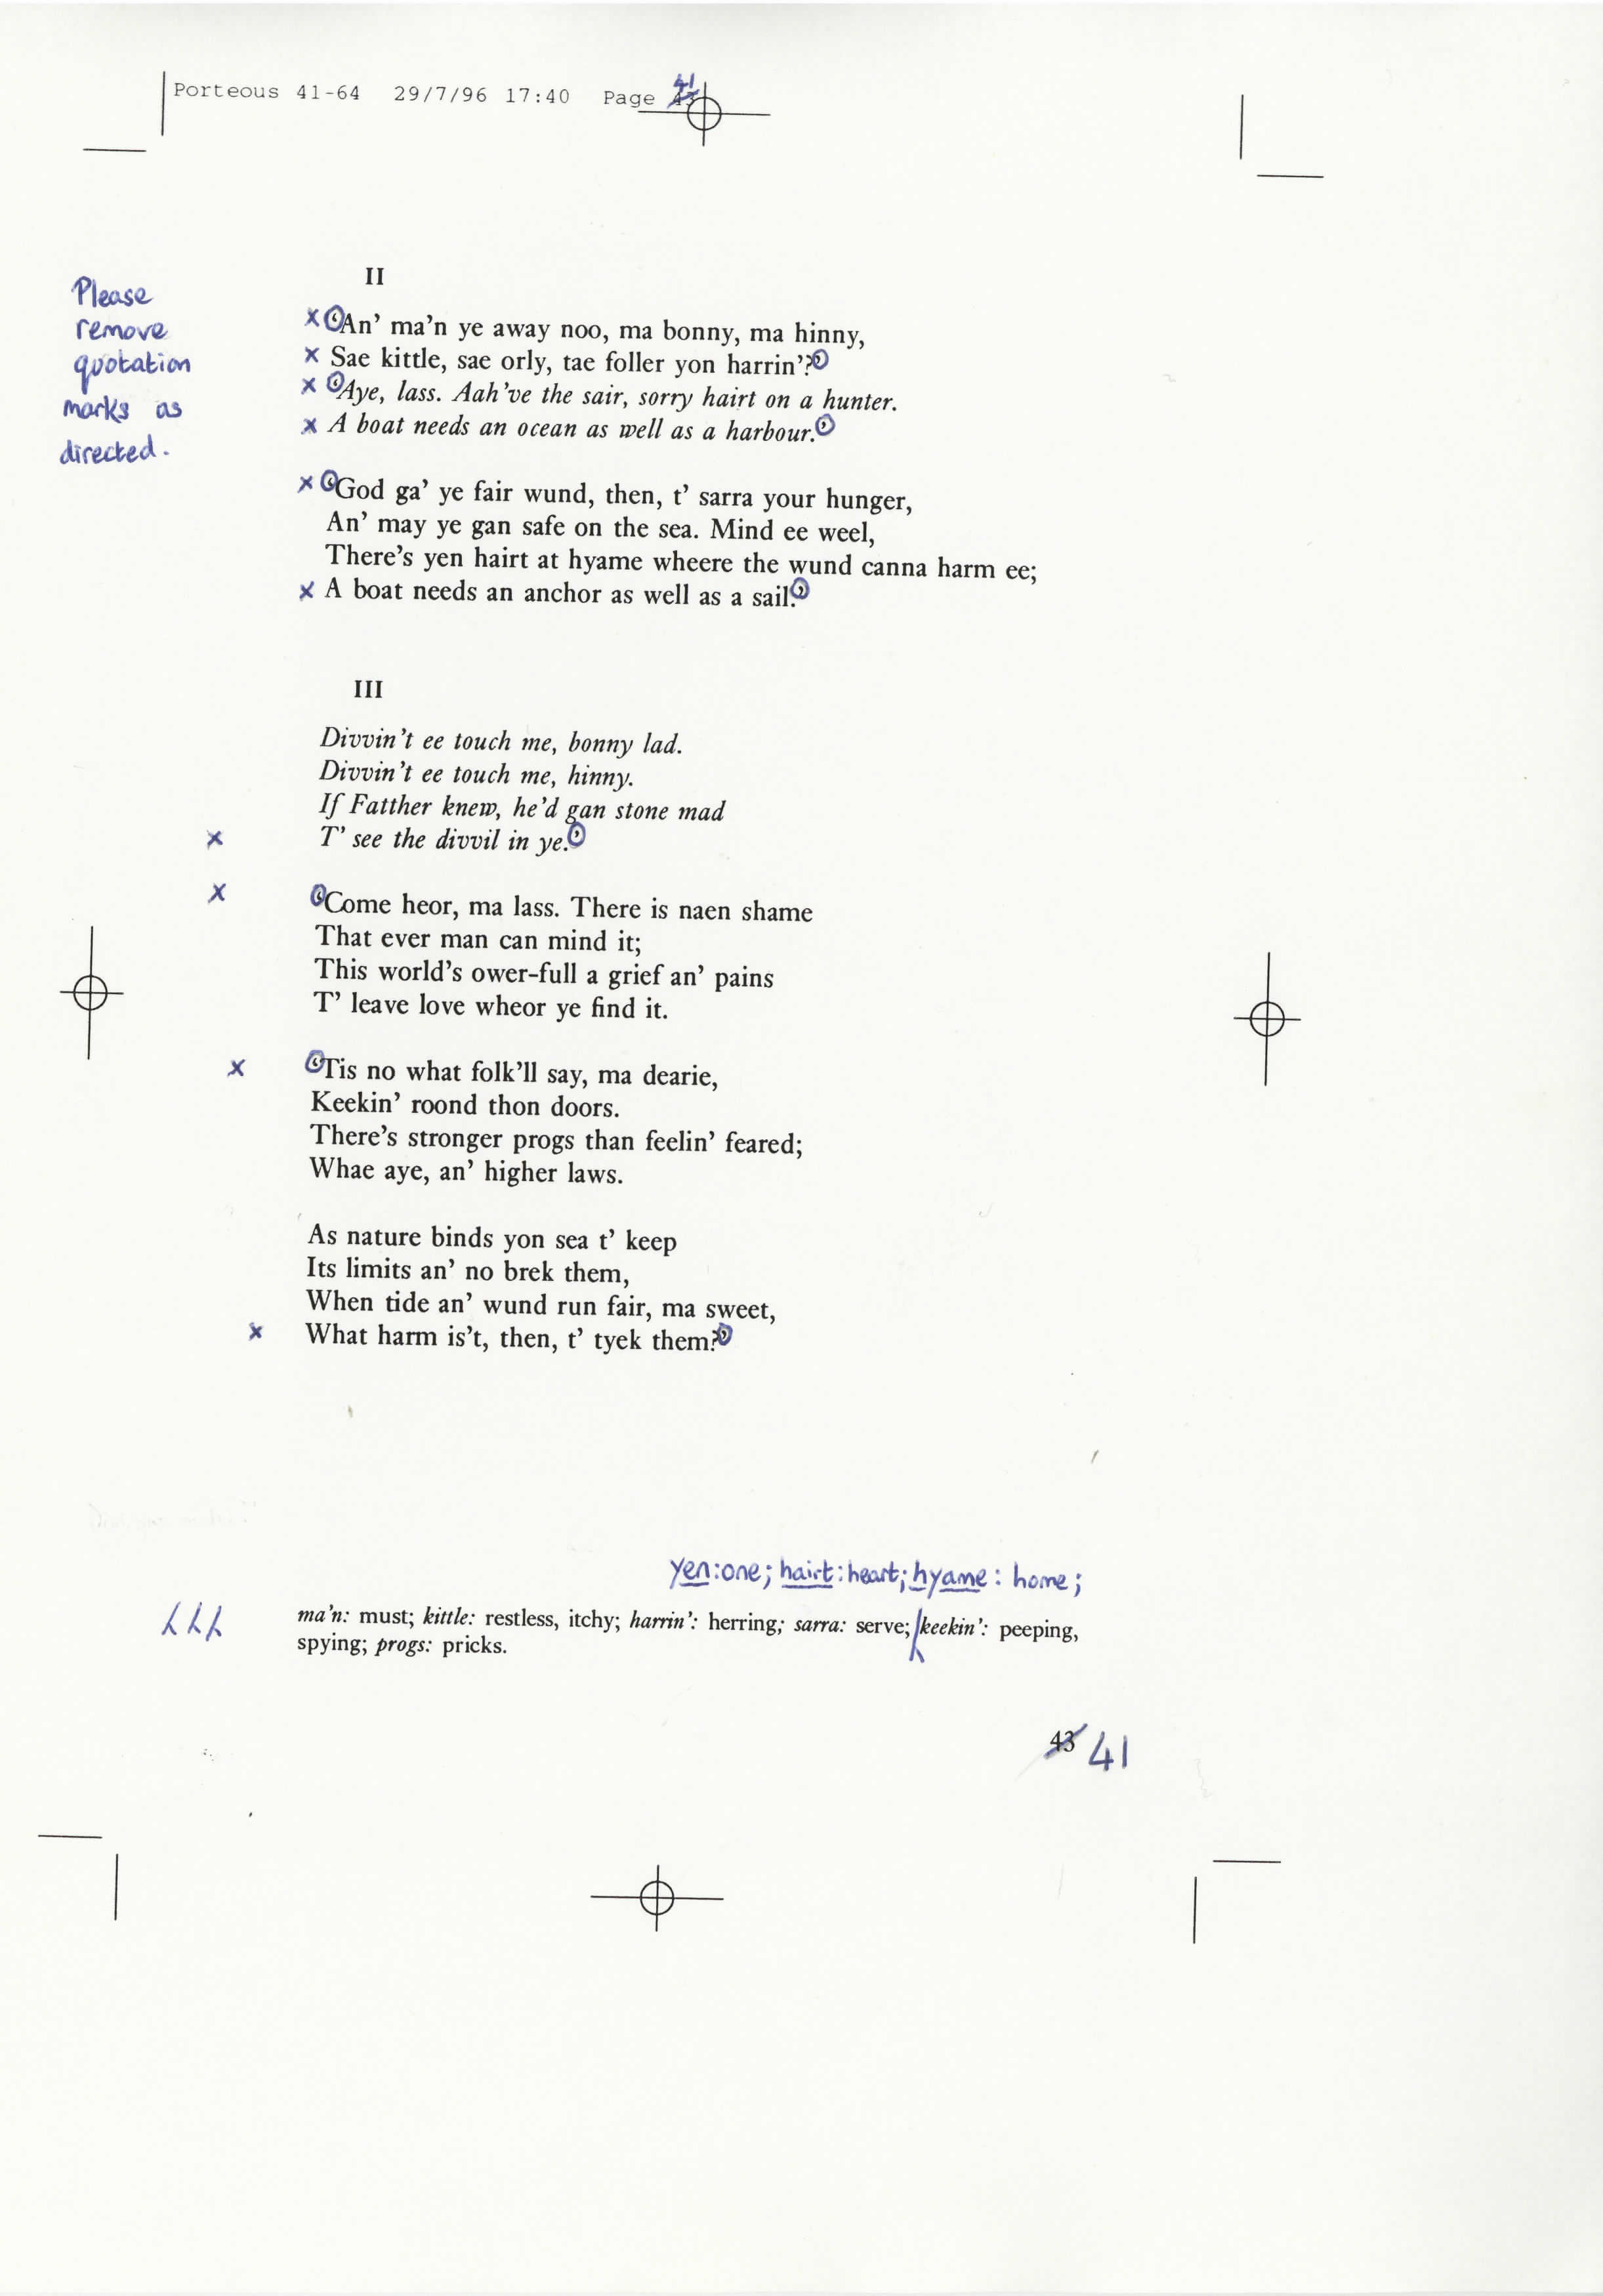 Porteous 41-64 29/7/96 17:40 Page 43 41
Please
remove
quotation
marks as
directed.
II
x ‘An’ ma’n ye away noo, ma bonny, ma hinny,
x Sae kittle, sae orly, tae foller yon harrin’?’
x ‘Aye, lass. Aah’ve the sair, sorry hairt on a hunter.
x A boat needs an ocean as well as a harbour.’
x ‘God ga’ ye fair wund, then, t’ sarra your hunger,
An’ may ye gan safe on the sea. Mind ee weel,
There’s yen hairt at hyame wheere the wund canna harm ee;
x A boat needs an anchor as well as a sail.’
III
Divvin’t ee touch me, bonny lad.
Divvin’t ee touch me, hinny.
If Fatther knew, he’d gan stone mad
x T’ see the divvil in ye.’
x ‘Come heor, ma lass. There is naen shame
That ever man can mind it;
This world’s ower-full a grief an’ pains
T’ leave love wheor ye find it.
x ‘Tis no what folk’ll say, ma dearie,
Keekin’ roond thon doors.
There’s stronger progs than feelin’ feared;
Whae aye, an’ higher laws.
As nature binds yon sea t’ keep
Its limits an’ no brek them,
When tide an’ wund run fair, ma sweet,
x What harm is’t, then, t’ tyek them?’
yen: one; hairt: heart; hyame: home;
ma’n: must; kittle: restless, itchy; harrin’: herring; sarra: serve; keekin’: peeping,
spying; progs: pricks.
43 41